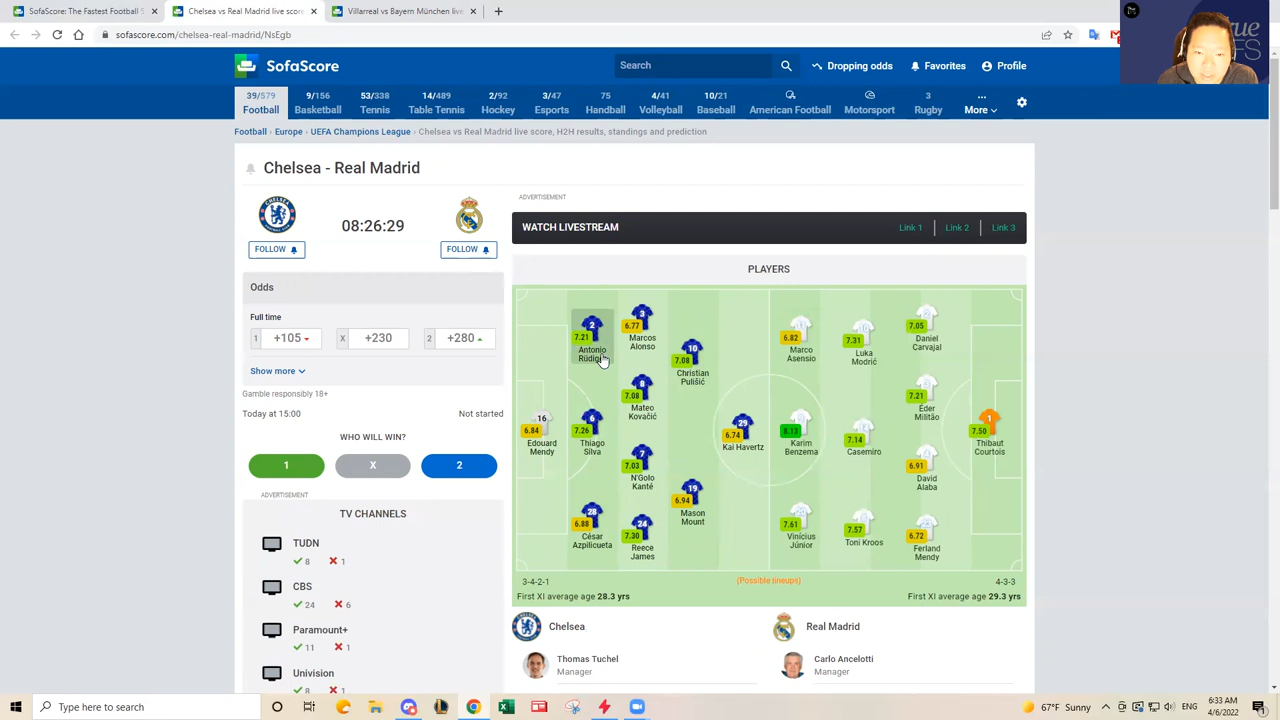 SofaScore: The Fastest Football S
Chelsea vs Real Madrid live score
Villarreal vs Bayern München live
sofascore.com/chelsea-real-madrid/NsEgb
SofaScore
Search
Dropping odds
Favorites
Profile
39/579
Football
9/156
Basketball
53/338
Tennis
14/489
Table Tennis
2/92
Hockey
3/47
Esports
75
Handball
4/41
Volleyball
10/21
Baseball
American Football
Motorsport
3
Rugby
...
More
Football
Europe
UEFA Champions League
Chelsea vs Real Madrid live score, H2H results, standings and prediction
Chelsea - Real Madrid
08:26:29
FOLLOW
FOLLOW
Odds
Full time
1 +105
X +230
2 +280
Show more
Gamble responsibly 18+
Today at 15:00
Not started
WHO WILL WIN?
1
X
2
ADVERTISEMENT
TV CHANNELS
TUDN
8
1
CBS
24
6
Paramount+
11
1
Univision
8
1
ADVERTISEMENT
WATCH LIVESTREAM
Link 1
Link 2
Link 3
PLAYERS
16
6.84
Edouard
Mendy
2
7.21
Antonio
6
7.26
Thiago
Silva
28
6.88
César
Azpilicueta
3
6.77
Marcos
Alonso
8
7.08
Mateo
Kovačić
7
7.03
N'Golo
Kanté
24
7.30
Reece
James
10
7.08
Christian
Pulišić
19
6.94
Mason
Mount
29
6.74
Kai Havertz
6.82
Marco
Asensio
8.13
Karim
Benzema
7.61
Vinícius
Júnior
7.31
Luka
Modrić
7.14
Casemiro
7.57
Toni Kroos
7.05
Daniel
Carvajal
7.21
Éder
Militão
6.91
David
Alaba
6.72
Ferland
Mendy
1
7.50
Thibaut
Courtois
3-4-2-1
(Possible lineups)
4-3-3
First XI average age 28.3 yrs
First XI average age 29.3 yrs
Chelsea
Real Madrid
Thomas Tuchel
Manager
Carlo Ancelotti
Manager
Type here to search
67°F Sunny
ENG
6:33 AM
4/6/2022